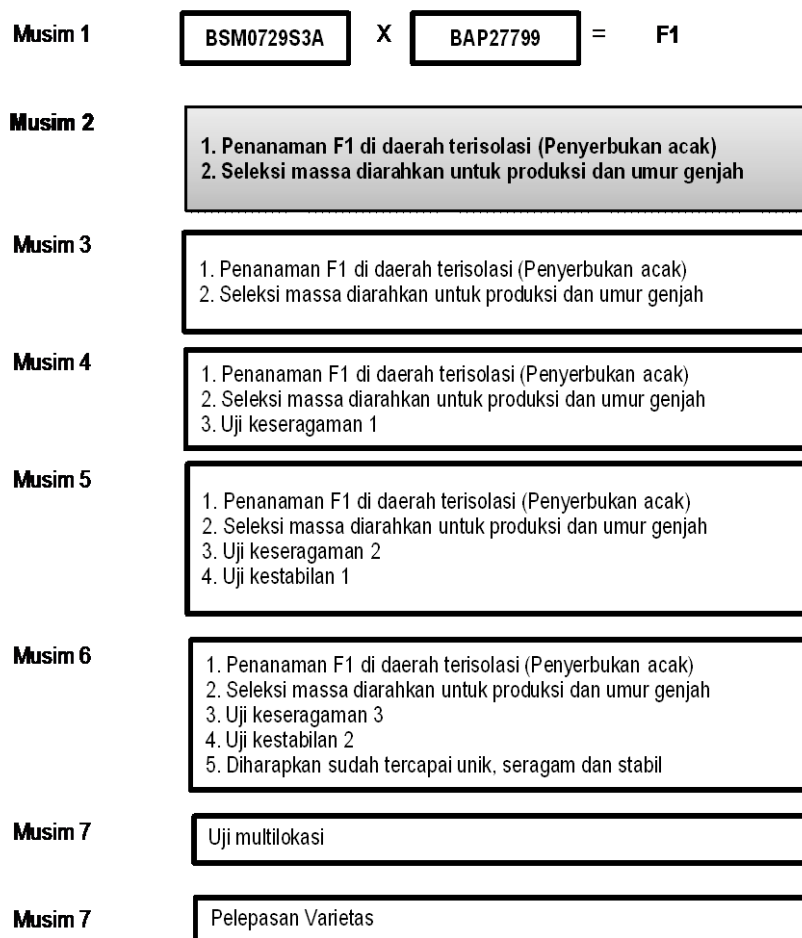 Musim 1 BSM0729S3A X BAP27799 = F1
Musim 2
1. Penanaman F1 di daerah terisolasi (Penyerbukan acak)
2. Seleksi massa diarahkan untuk produksi dan umur genjah
Musim 3
1. Penanaman F1 di daerah terisolasi (Penyerbukan acak)
2. Seleksi massa diarahkan untuk produksi dan umur genjah
Musim 4
1. Penanaman F1 di daerah terisolasi (Penyerbukan acak)
2. Seleksi massa diarahkan untuk produksi dan umur genjah
3. Uji keseragaman 1
Musim 5
1. Penanaman F1 di daerah terisolasi (Penyerbukan acak)
2. Seleksi massa diarahkan untuk produksi dan umur genjah
3. Uji keseragaman 2
4. Uji kestabilan 1
Musim 6
1. Penanaman F1 di daerah terisolasi (Penyerbukan acak)
2. Seleksi massa diarahkan untuk produksi dan umur genjah
3. Uji keseragaman 3
4. Uji kestabilan 2
5. Diharapkan sudah tercapai unik, seragam dan stabil
Musim 7 Uji multilokasi
Musim 7 Pelepasan Varietas